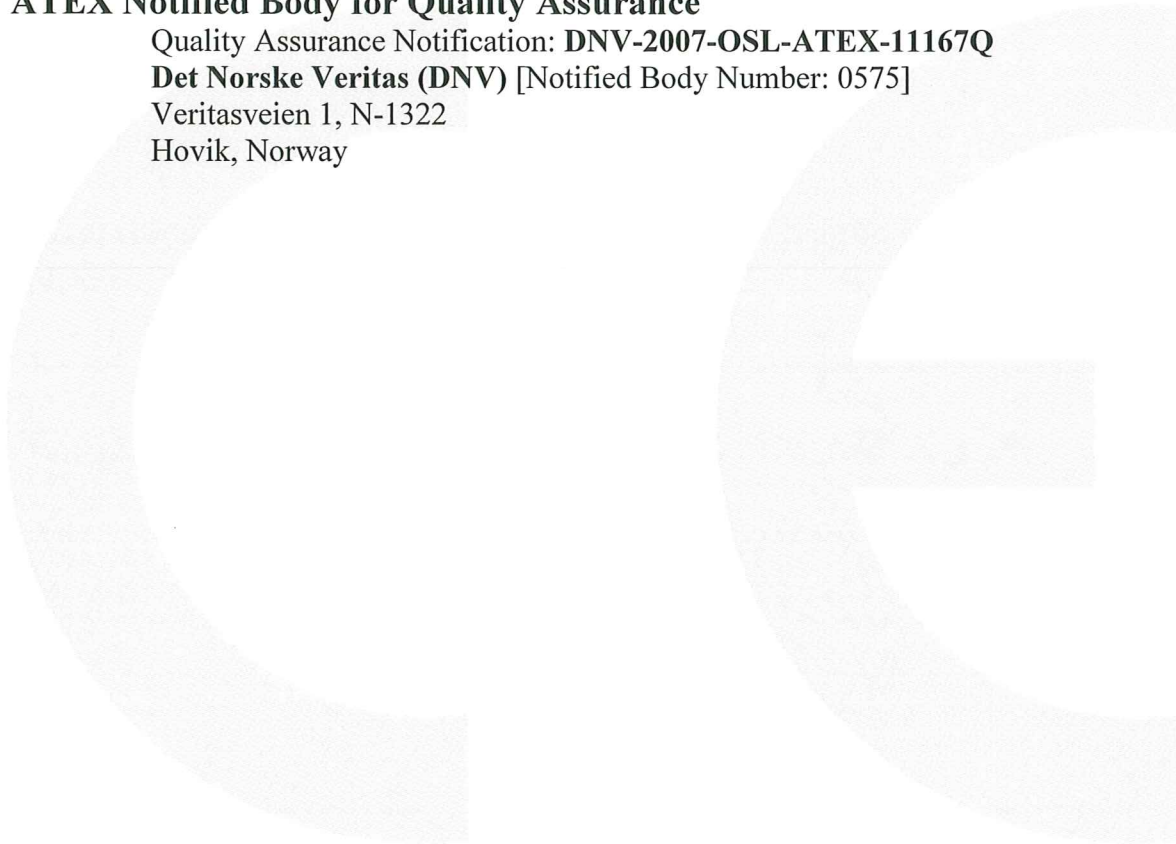 ATEX Notified Body for Quality Assurance
Quality Assurance Notification: DNV-2007-OSL-ATEX-11167Q
Det Norske Veritas (DNV) [Notified Body Number: 0575]
Veritasveien 1, N-1322
Hovik, Norway